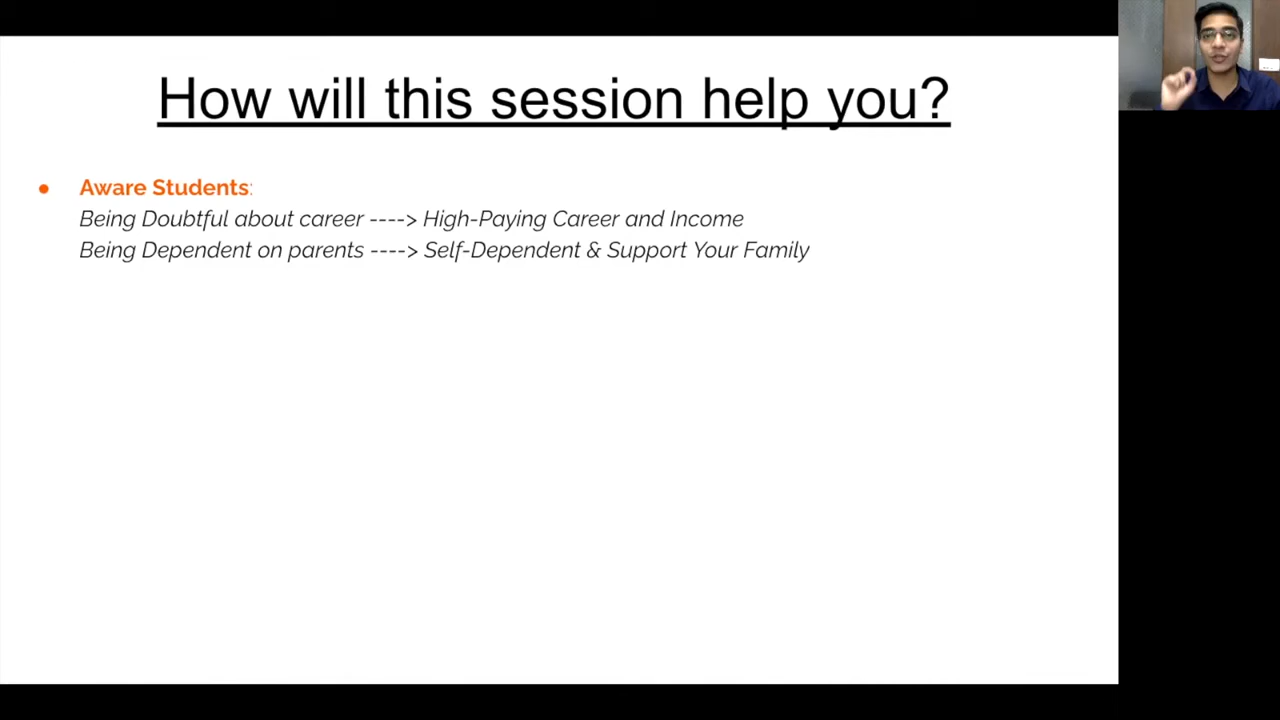 How will this session help you?
● Aware Students:
Being Doubtful about career ----> High-Paying Career and Income
Being Dependent on parents ----> Self-Dependent & Support Your Family